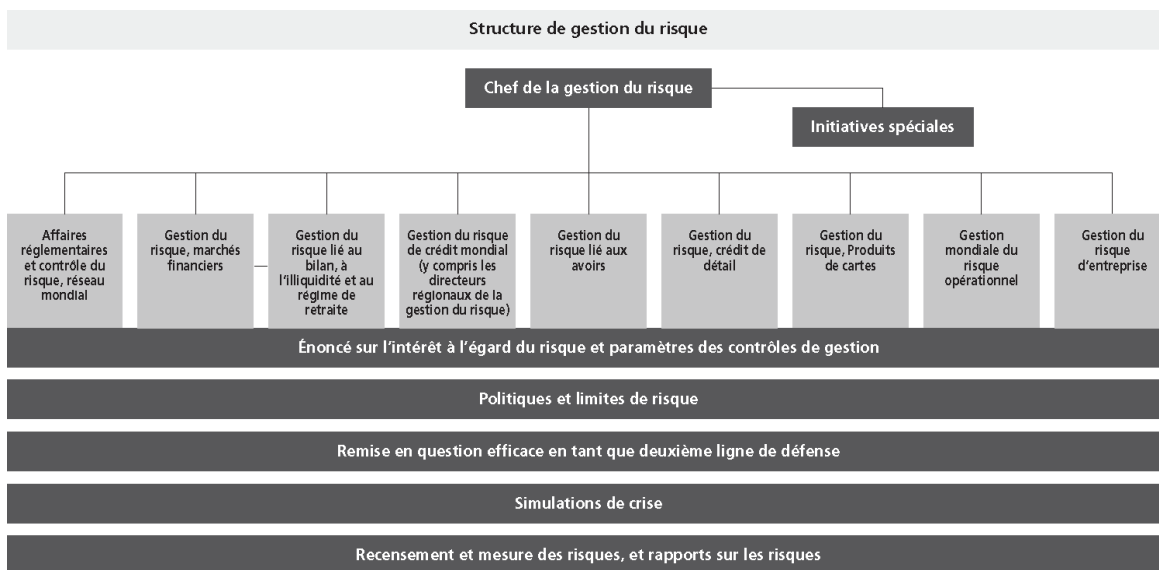 Structure de gestion du risque
Chef de la gestion du risque
Initiatives spéciales
Affaires
réglementaires
et contrôle du
risque, réseau
mondial
Gestion du
risque, marchés
financiers
Gestion du
risque lié au
bilan, à
l'illiquidité et au
régime de
retraite
Gestion du risque
de crédit mondial
(y compris les
directeurs
régionaux de la
gestion du risque)
Gestion du
risque lié aux
avoirs
Gestion du
risque, crédit de
détail
Gestion du
risque, Produits
de cartes
Gestion
mondiale du
risque
opérationnel
Gestion du
risque
d'entreprise
Énoncé sur l'intérêt à l'égard du risque et paramètres des contrôles de gestion
Politiques et limites de risque
Remise en question efficace en tant que deuxième ligne de défense
Simulations de crise
Recensement et mesure des risques, et rapports sur les risques